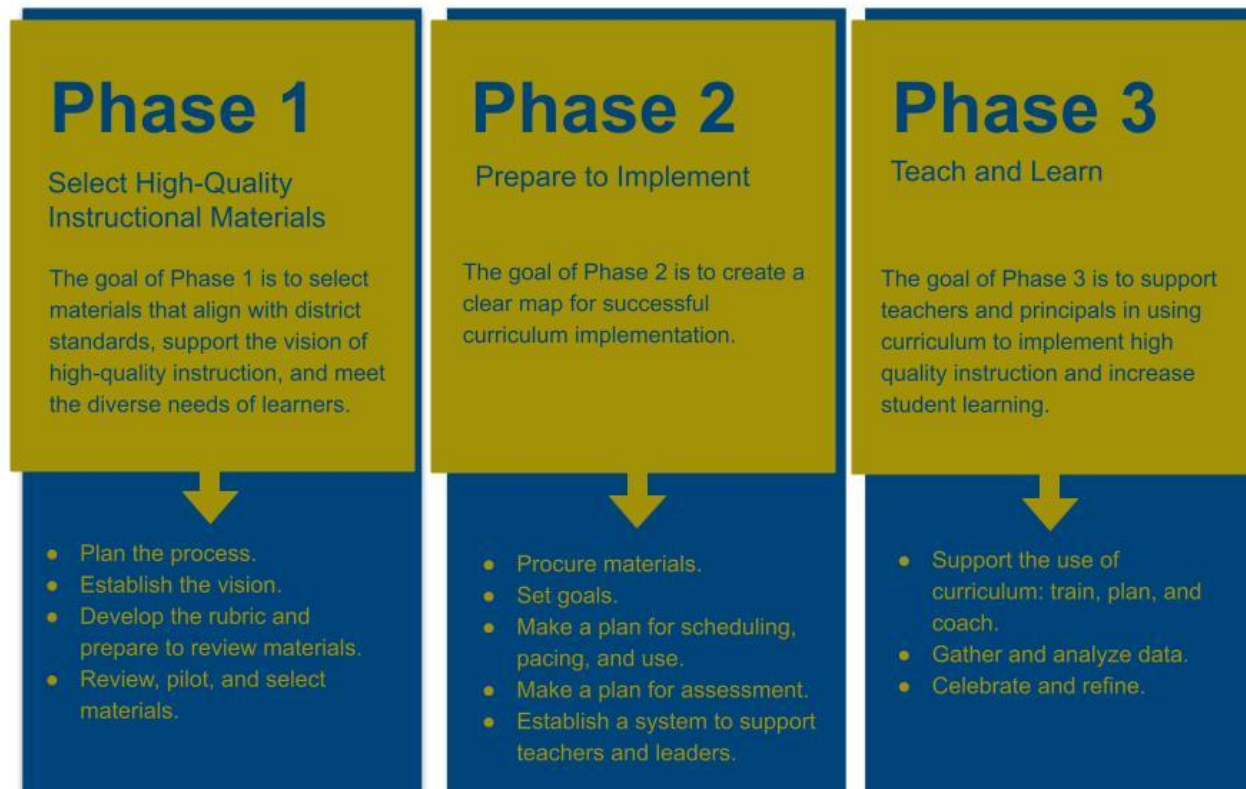 Phase 1
Select High-Quality
Instructional Materials
The goal of Phase 1 is to select
materials that align with district
standards, support the vision of
high-quality instruction, and meet
the diverse needs of learners.
● Plan the process.
● Establish the vision.
● Develop the rubric and
prepare to review materials.
● Review, pilot, and select
materials.
Phase 2
Prepare to Implement
The goal of Phase 2 is to create a
clear map for successful
curriculum implementation.
● Procure materials.
● Set goals.
● Make a plan for scheduling,
pacing, and use.
● Make a plan for assessment.
● Establish a system to support
teachers and leaders.
Phase 3
Teach and Learn
The goal of Phase 3 is to support
teachers and principals in using
curriculum to implement high
quality instruction and increase
student learning.
● Support the use of
curriculum: train, plan, and
coach.
● Gather and analyze data.
● Celebrate and refine.